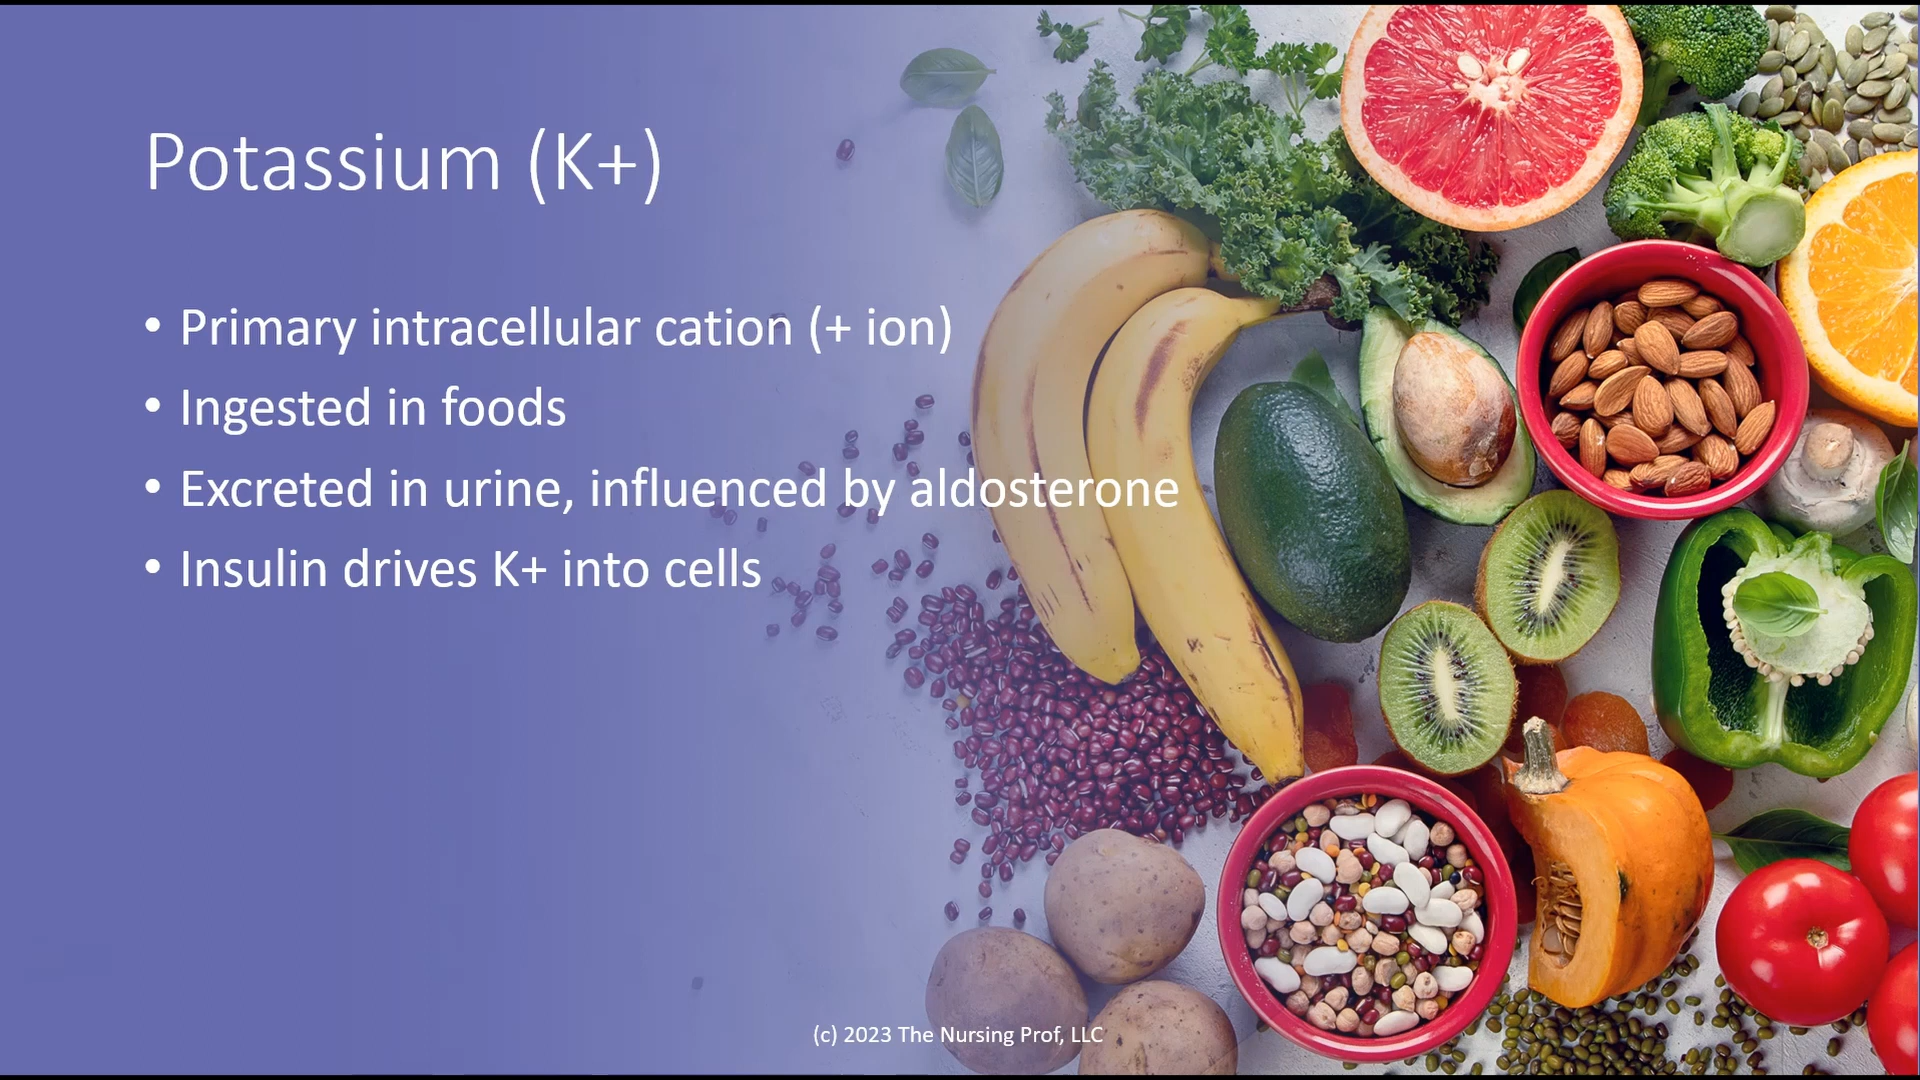 Potassium (K+)
• Primary intracellular cation (+ ion)
• Ingested in foods
• Excreted in urine, influenced by aldosterone
• Insulin drives K+ into cells
(c) 2023 The Nursing Prof, LLC